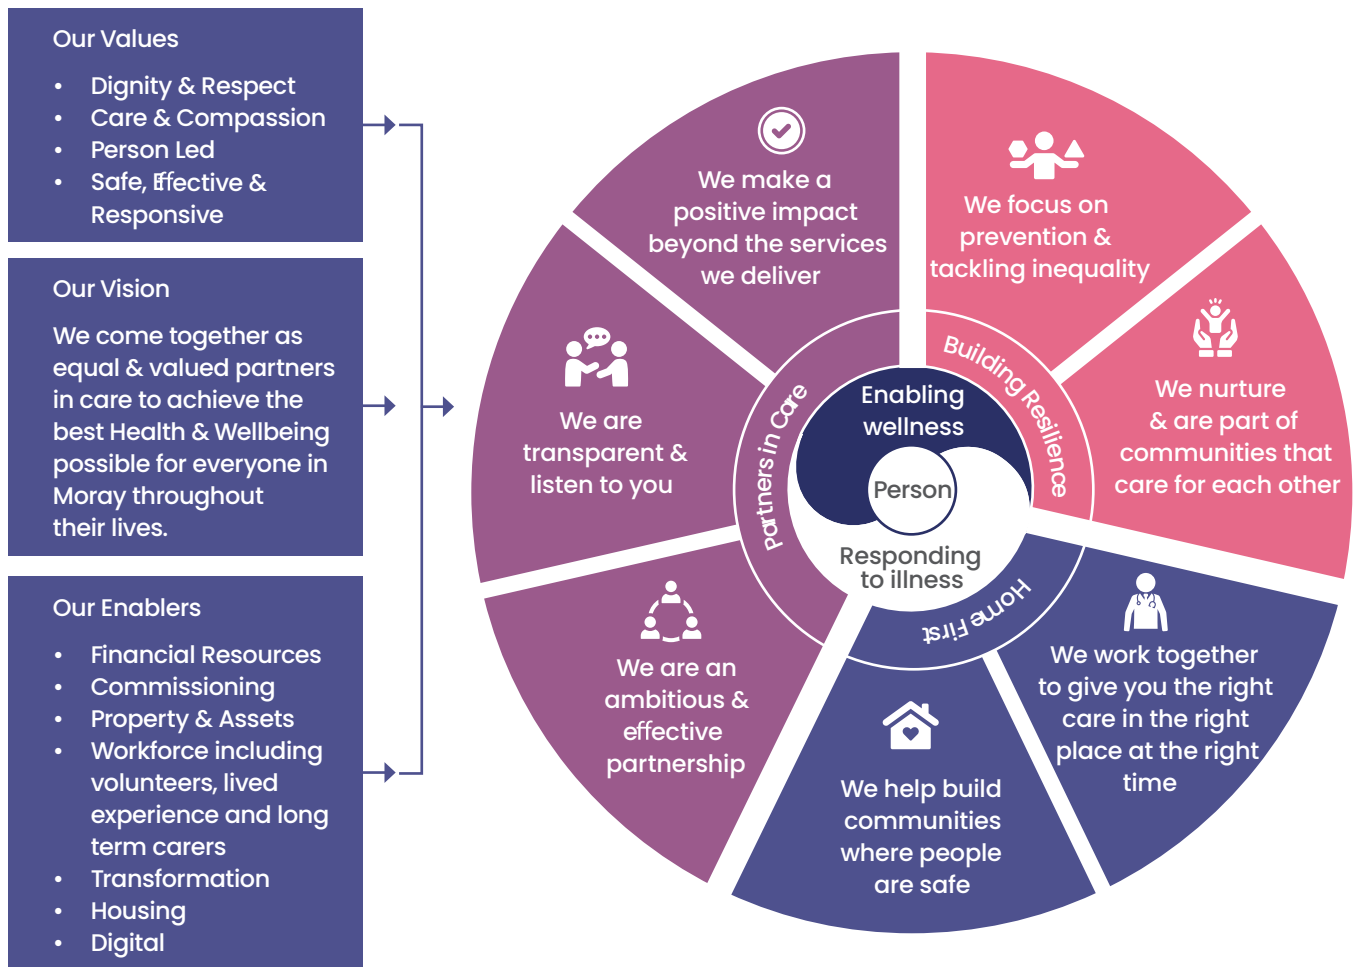 Our Values
• Dignity & Respect
• Care & Compassion
• Person Led
• Safe, Effective &
Responsive
Our Vision
We come together as
equal & valued partners
in care to achieve the
best Health & Wellbeing
possible for everyone in
Moray throughout
their lives.
Our Enablers
• Financial Resources
• Commissioning
• Property & Assets
• Workforce including
volunteers, lived
experience and long
term carers
• Transformation
• Housing
• Digital
We make a
positive impact
beyond the services
we deliver
We focus on
prevention &
tackling inequality
We nurture
& are part of
communities that
care for each other
We work together
to give you the right
care in the right
place at the right
time
We help build
communities
where people
are safe
We are an
ambitious &
effective
partnership
We are
transparent &
listen to you
Partners in Care
Building Resilience
Home First
Enabling
wellness
Person
Responding
to illness